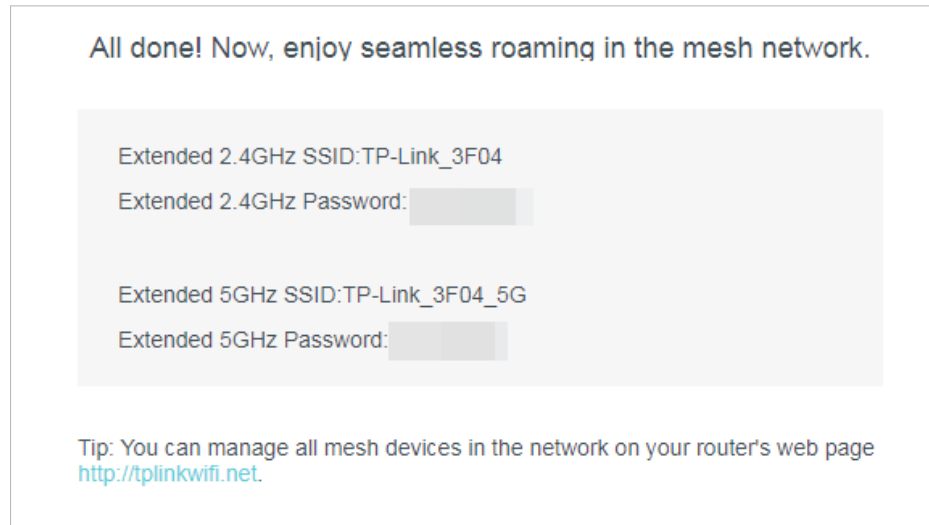 All done! Now, enjoy seamless roaming in the mesh network.
Extended 2.4GHz SSID:TP-Link_3F04
Extended 2.4GHz Password:
Extended 5GHz SSID:TP-Link_3F04_5G
Extended 5GHz Password:
Tip: You can manage all mesh devices in the network on your router's web page
http://tplinkwifi.net.